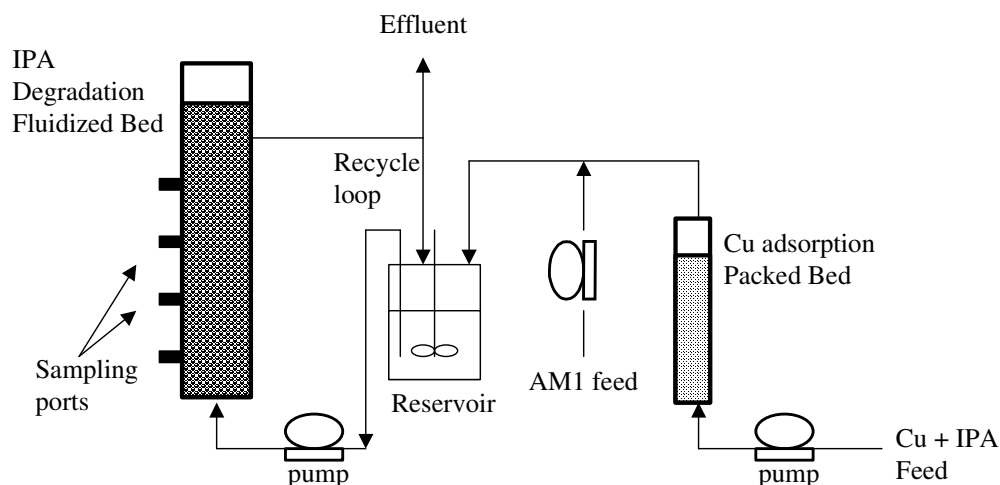 Effluent
IPA
Degradation
Fluidized Bed
Recycle
loop
Cu adsorption
Packed Bed
Sampling
ports
Reservoir
AM1 feed
pump
pump
Cu + IPA
Feed